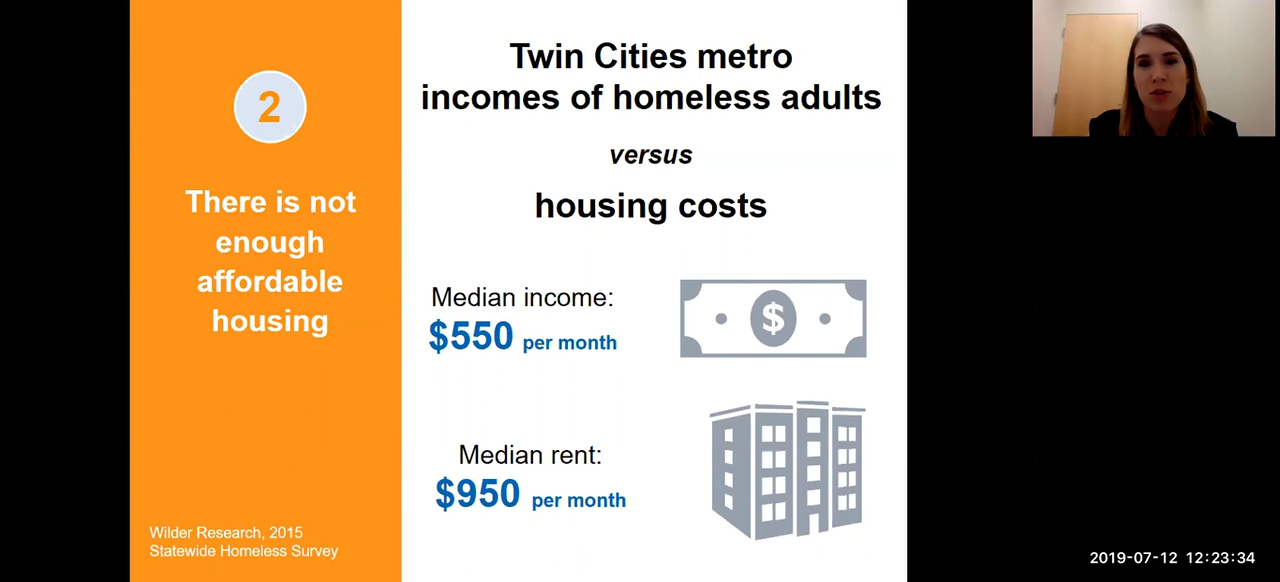 2
There is not
enough
affordable
housing
Wilder Research, 2015
Statewide Homeless Survey
Twin Cities metro
incomes of homeless adults
versus
housing costs
Median income:
$550 per month
$
Median rent:
$950 per month
2019-07-12 12:23:34